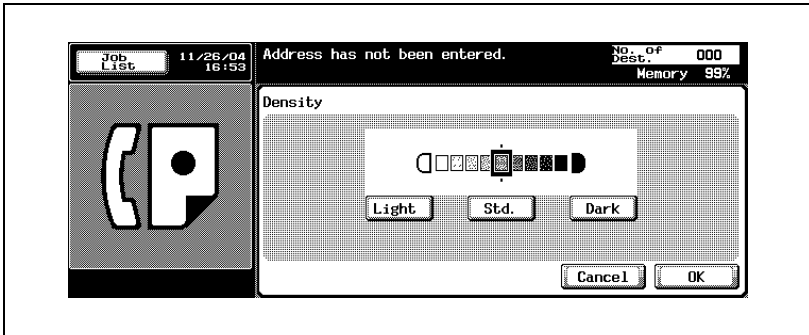 Job List
11/26/04
16:53
Address has not been entered.
No. of Dest. 000
Memory 99%
Density
Light Std. Dark
Cancel OK